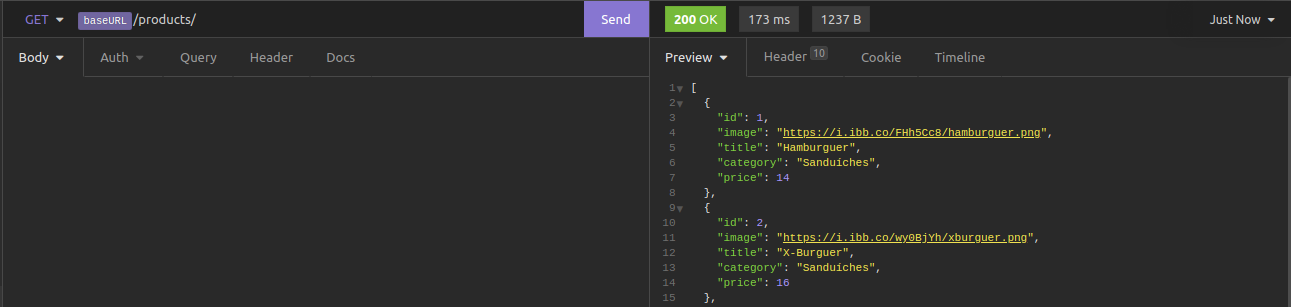 GET baseURL/products/ Send 200 OK 173 ms 1237 B Just Now
Body Auth Query Header Docs Preview Header 10 Cookie Timeline
1 [
2 {
3 "id": 1,
4 "image": "https://i.ibb.co/FHh5Cc8/hamburguer.png",
5 "title": "Hamburguer",
6 "category": "Sanduíches",
7 "price": 14
8 },
9 {
10 "id": 2,
11 "image": "https://i.ibb.co/wy0BjYh/xburguer.png",
12 "title": "X-Burguer",
13 "category": "Sanduíches",
14 "price": 16
15 },